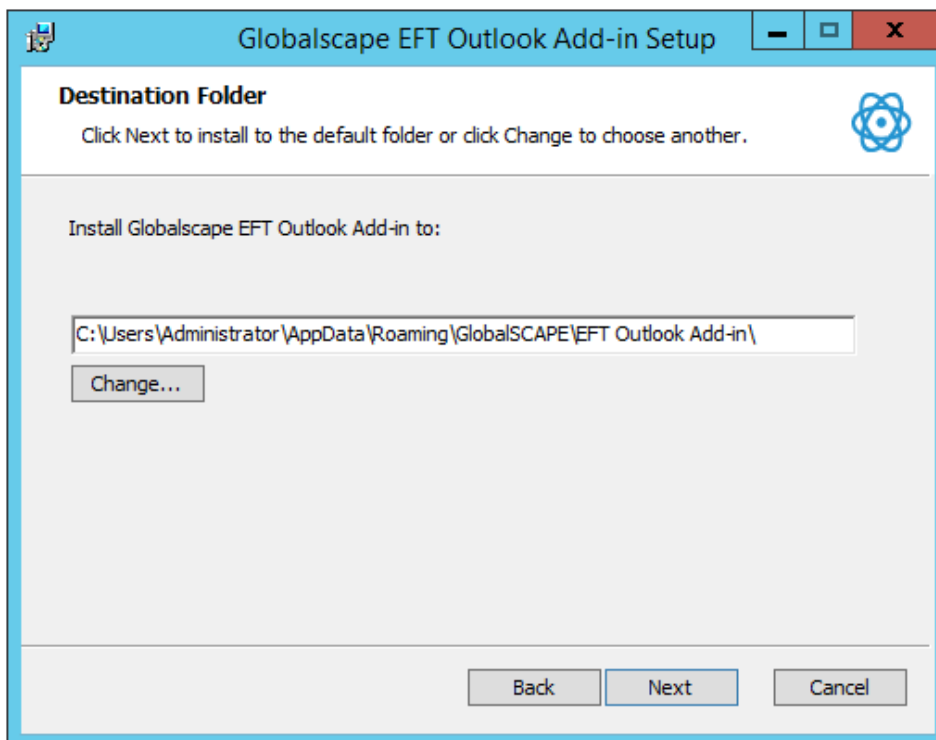 Globalscape EFT Outlook Add-in Setup
Destination Folder
Click Next to install to the default folder or click Change to choose another.
Install Globalscape EFT Outlook Add-in to:
C:\Users\Administrator\AppData\Roaming\GlobalSCAPE\EFT Outlook Add-in\
Change...
Back Next Cancel